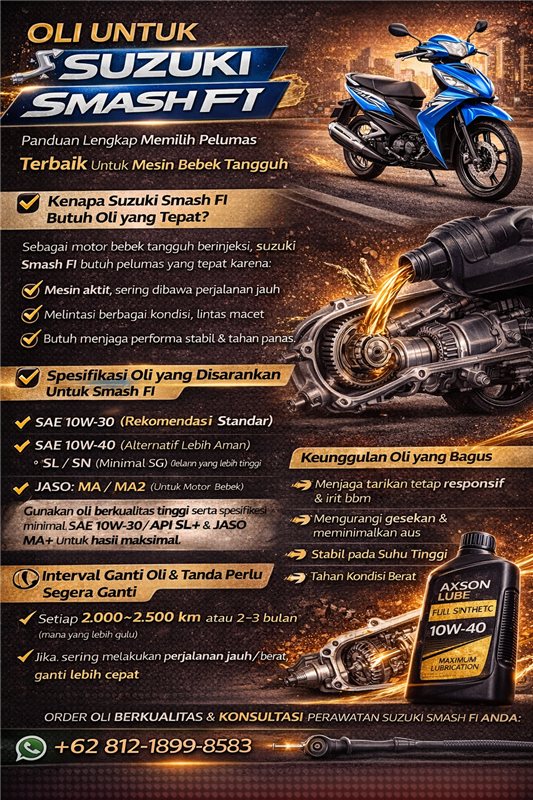 OLI UNTUK
SUZUKI
SMASH FI
Panduan Lengkap Memilih Pelumas
Terbaik Untuk Mesin Bebek Tangguh
Kenapa Suzuki Smash FI
Butuh Oli yang Tepat?
Sebagai motor bebek tangguh berinjeksi, suzuki
Smash FI butuh pelumas yang tepat karena:
Mesin aktif, sering dibawa perjalanan jauh
Melintasi berbagai kondisi, lintas macet
Butuh menjaga performa stabil & tahan panas
Spesifikasi Oli yang Disarankan
Untuk Smash FI
SAE 10W-30 (Rekomendasi Standar)
SAE 10W-40 (Alternatif Lebih Aman)
SL / SN (Minimal SG) yang lebih tinggi
JASO: MA / MA2 (Untuk Motor Bebek)
Gunakan oli berkualitas tinggi serta spesifikesi
minimal. SAE 10W-30 / API SL+ & JASO
MA+ Untuk hasil maksimal.
Interval Ganti Oli & Tanda Perlu
Segera Ganti
Setiap 2.000~2.500 km atau 2–3 bulan
(mana yang lebih qulu)
Jika. sering melakukan perjalanan jauh/berat,
ganti lebih cepat
Keunggulan Oli yang Bagus
Menjaga tarikan tetap responsif
& irit bbm
Mengurangi gesekan &
meminimalkan aus
Stabil pada Suhu Tinggi
Tahan Kondisi Berat
AXSON
LUBE
FULL SINTHETC
10W-40
MAXIMUM
LUBRICATION
ORDER OLI BERKUALITAS & KONSULTASI PERAWATAN SUZUKI SMASH FI ANDA:
+62 812-1899-8583